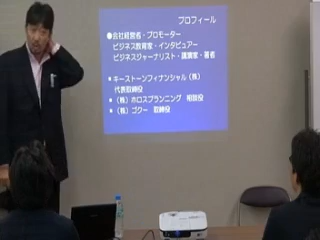 プロフィール
●会社経営者・プロモーター
ビジネス教育家・インタビュアー
ビジネスジャーナリスト・講演家・著者
• キーストーンフィナンシャル(株)
代表取締役
• (株)ホロスプランニング 相談役
• (株)ゴクー 取締役